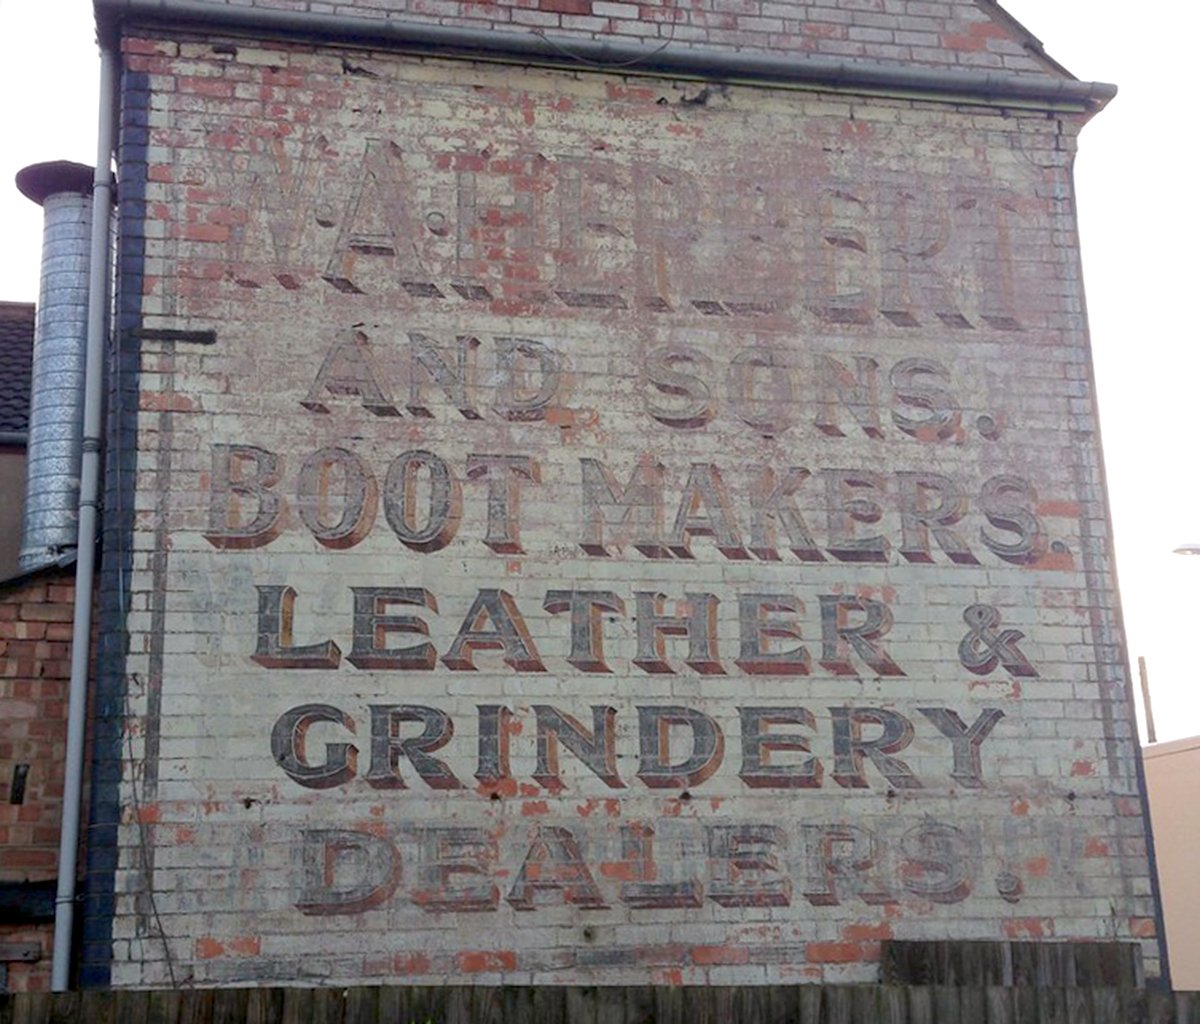 W. A. HERBERT
AND SONS.
BOOT MAKERS.
LEATHER &
GRINDERY
DEALERS.